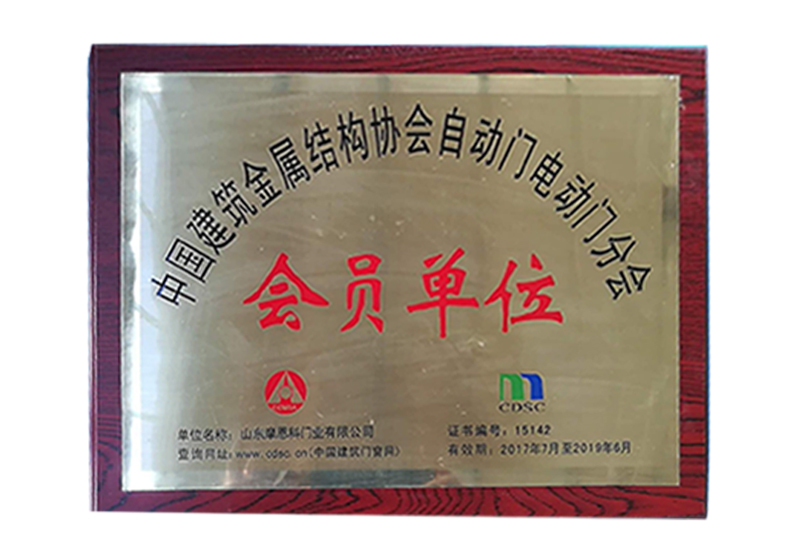 中国建筑金属结构协会自动门电动门分会
会员单位
CDSC
单位名称：山东摩恩科门业有限公司
证书编号：15142
查询网址：www.cdsc.cn(中国建筑门窗网)
有效期：2017年7月至2019年6月